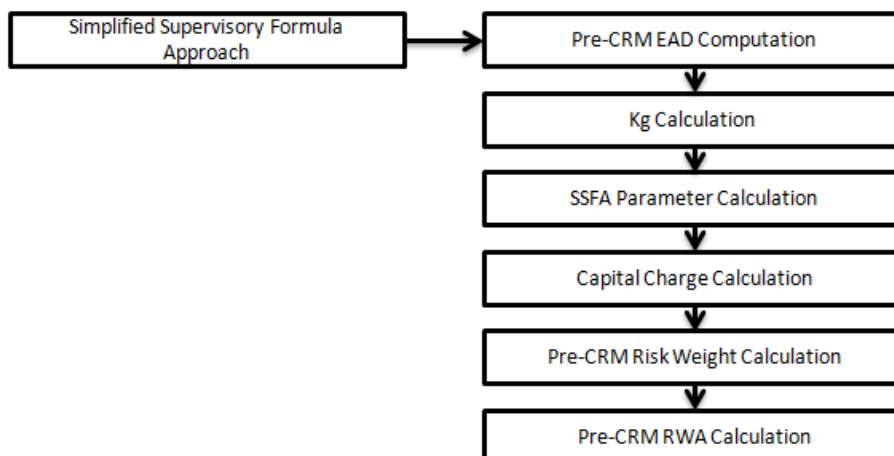 Simplified Supervisory Formula
Approach
Pre-CRM EAD Computation
Kg Calculation
SSFA Parameter Calculation
Capital Charge Calculation
Pre-CRM Risk Weight Calculation
Pre-CRM RWA Calculation